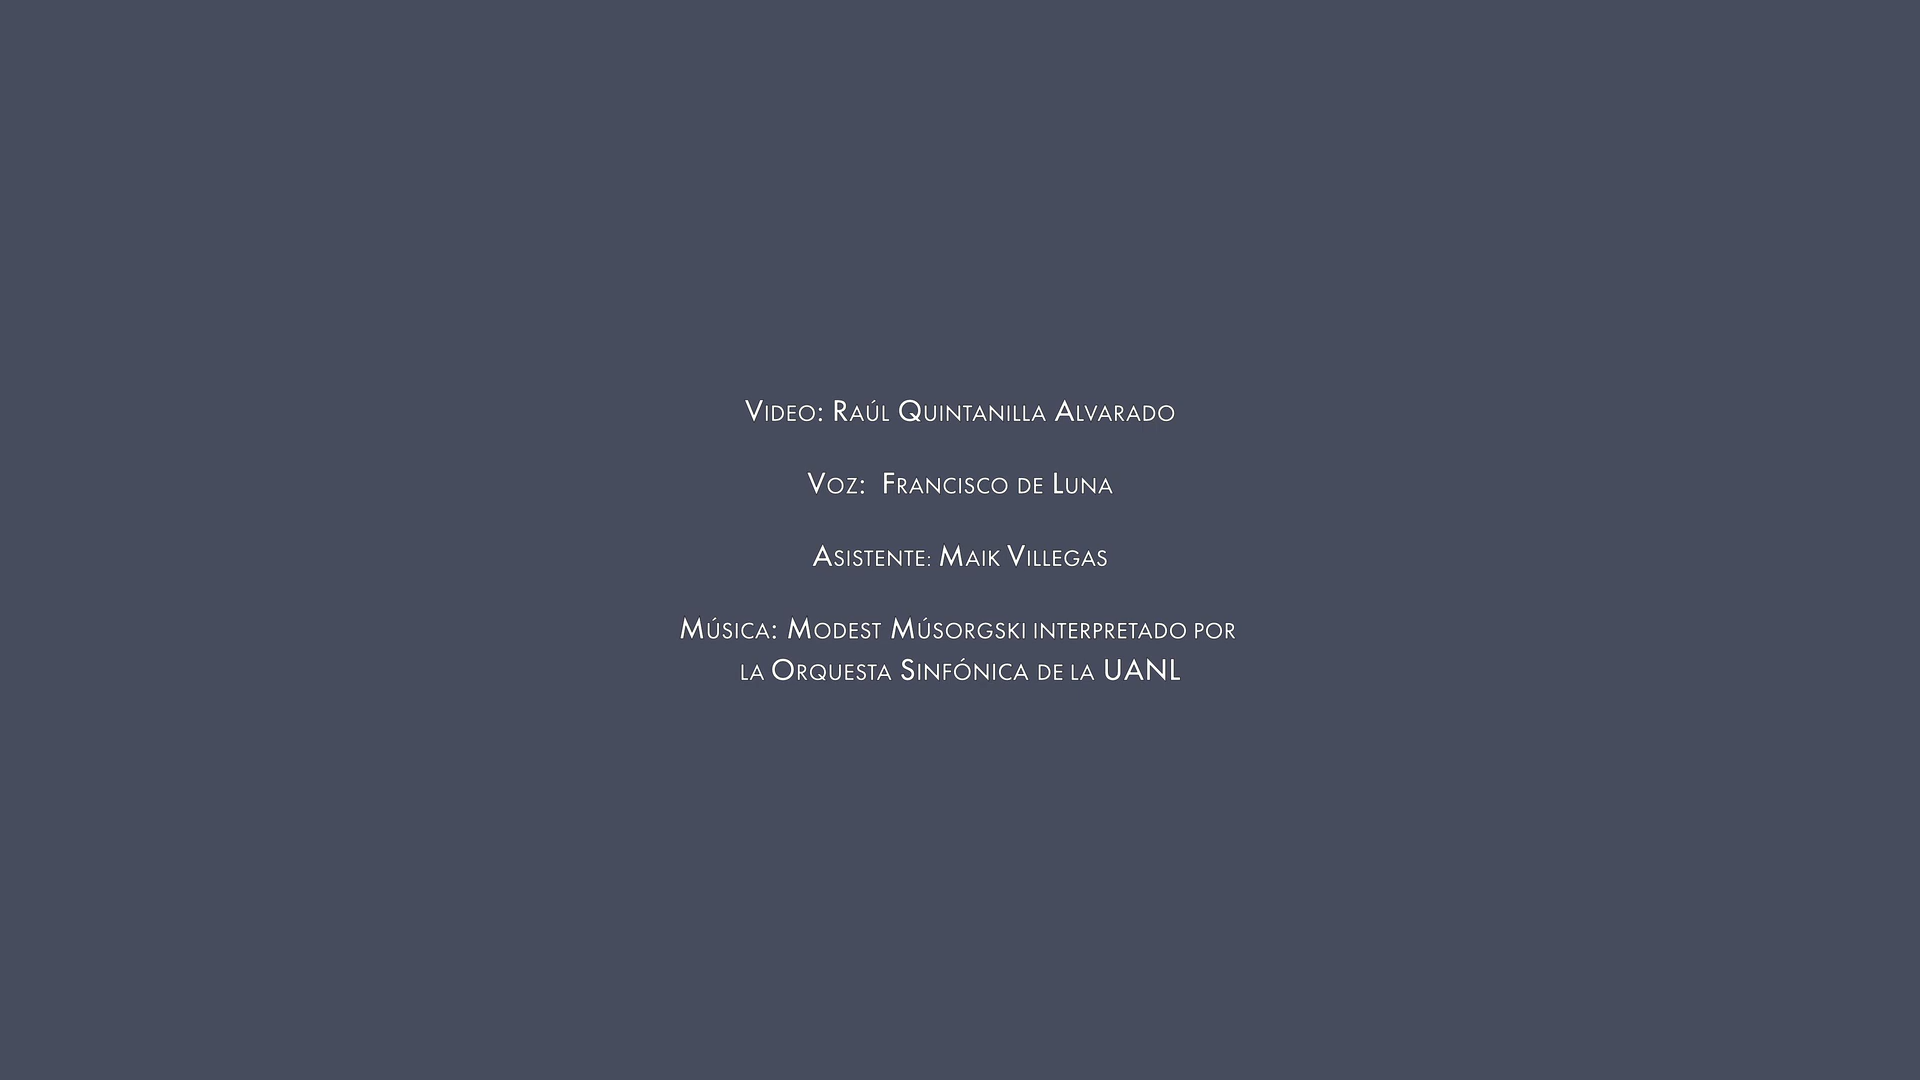 Video: Raúl Quintanilla Alvarado
Voz:  Francisco de Luna
Asistente: Maik Villegas
Música: Modest Músorgski interpretado por
la Orquesta Sinfónica de la UANL